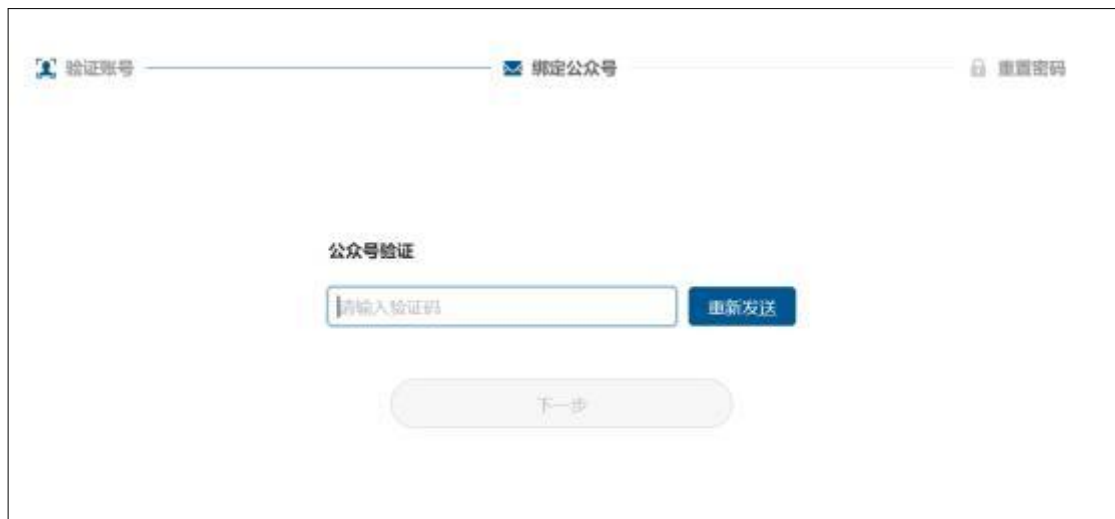 验证账号
绑定公众号
重置密码
公众号验证
请输入验证码
重新发送
下一步